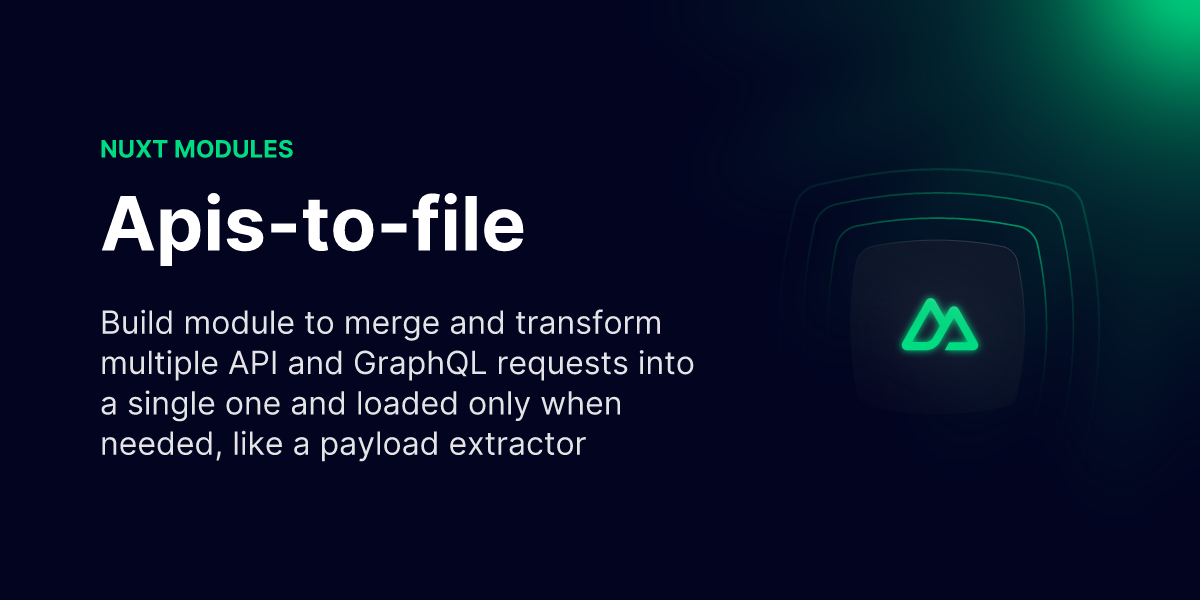 NUXT MODULES
Apis-to-file
Build module to merge and transform
multiple API and GraphQL requests into
a single one and loaded only when
needed, like a payload extractor